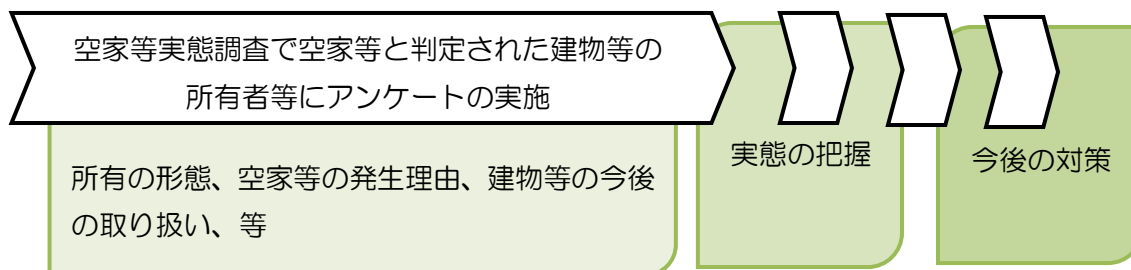 空家等実態調査で空家等と判定された建物等の
所有者等にアンケートの実施
所有の形態、空家等の発生理由、建物等の今後
の取り扱い、等
実態の把握
今後の対策